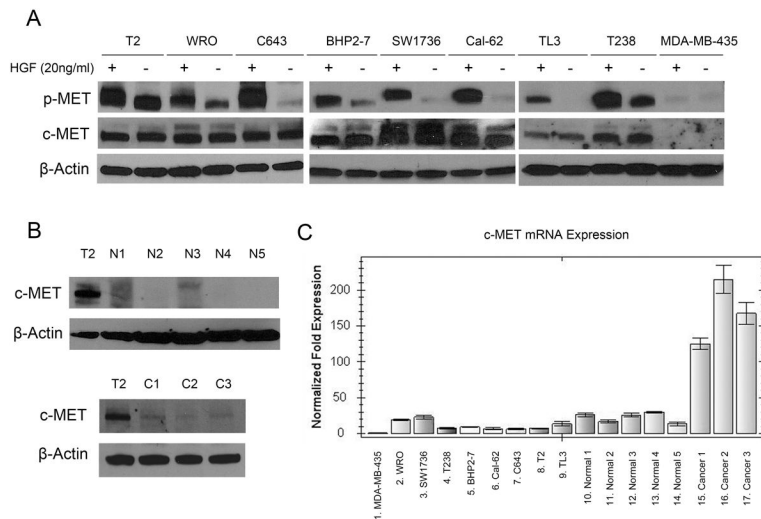 A
T2 WRO C643 BHP2-7 SW1736 Cal-62 TL3 T238 MDA-MB-435
HGF (20ng/ml) + - + - + - + - + - + - + - + - + -
p-MET
c-MET
β-Actin
B
T2 N1 N2 N3 N4 N5
c-MET
β-Actin
T2 C1 C2 C3
c-MET
β-Actin
C
c-MET mRNA Expression
Normalized Fold Expression
200
150
100
50
0
1. MDA-MB-435
2. WRO
3. SW1736
4. T238
5. BHP2-7
6. Cal-62
7. C643
8. T2
9. TL3
10. Normal 1
11. Normal 2
12. Normal 3
13. Normal 4
14. Normal 5
15. Cancer 1
16. Cancer 2
17. Cancer 3